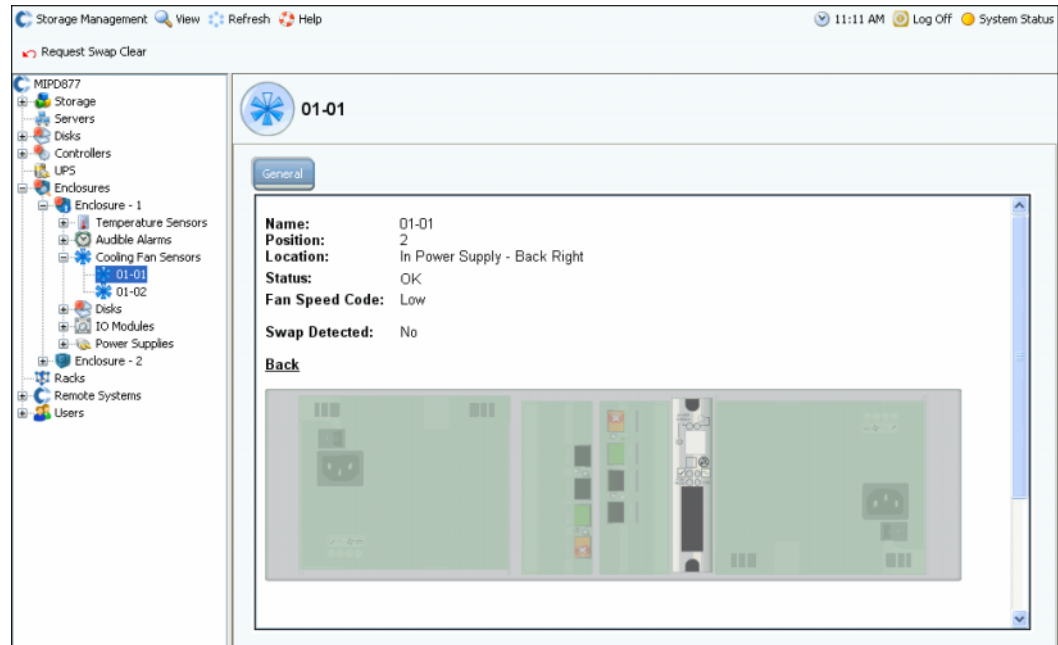 Storage Management View Refresh Help 11:11 AM Log Off System Status
Request Swap Clear
MIPD877
Storage
Servers
Disks
Controllers
UPS
Enclosures
Enclosure - 1
Temperature Sensors
Audible Alarms
Cooling Fan Sensors
01-01
01-02
Disks
IO Modules
Power Supplies
Enclosure - 2
Racks
Remote Systems
Users
01-01
General
Name: 01-01
Position: 2
Location: In Power Supply - Back Right
Status: OK
Fan Speed Code: Low
Swap Detected: No
Back